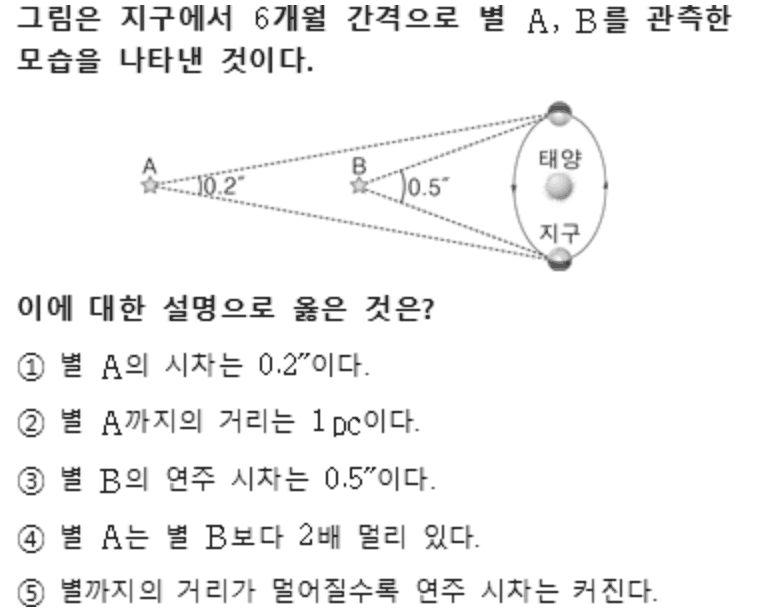 그림은 지구에서 6개월 간격으로 별 A, B를 관측한
모습을 나타낸 것이다.
A
0.2″
B
0.5″
태양
지구
이에 대한 설명으로 옳은 것은?
① 별 A의 시차는 0.2″이다.
② 별 A까지의 거리는 1pc이다.
③ 별 B의 연주 시차는 0.5″이다.
④ 별 A는 별 B보다 2배 멀리 있다.
⑤ 별까지의 거리가 멀어질수록 연주 시차는 커진다.